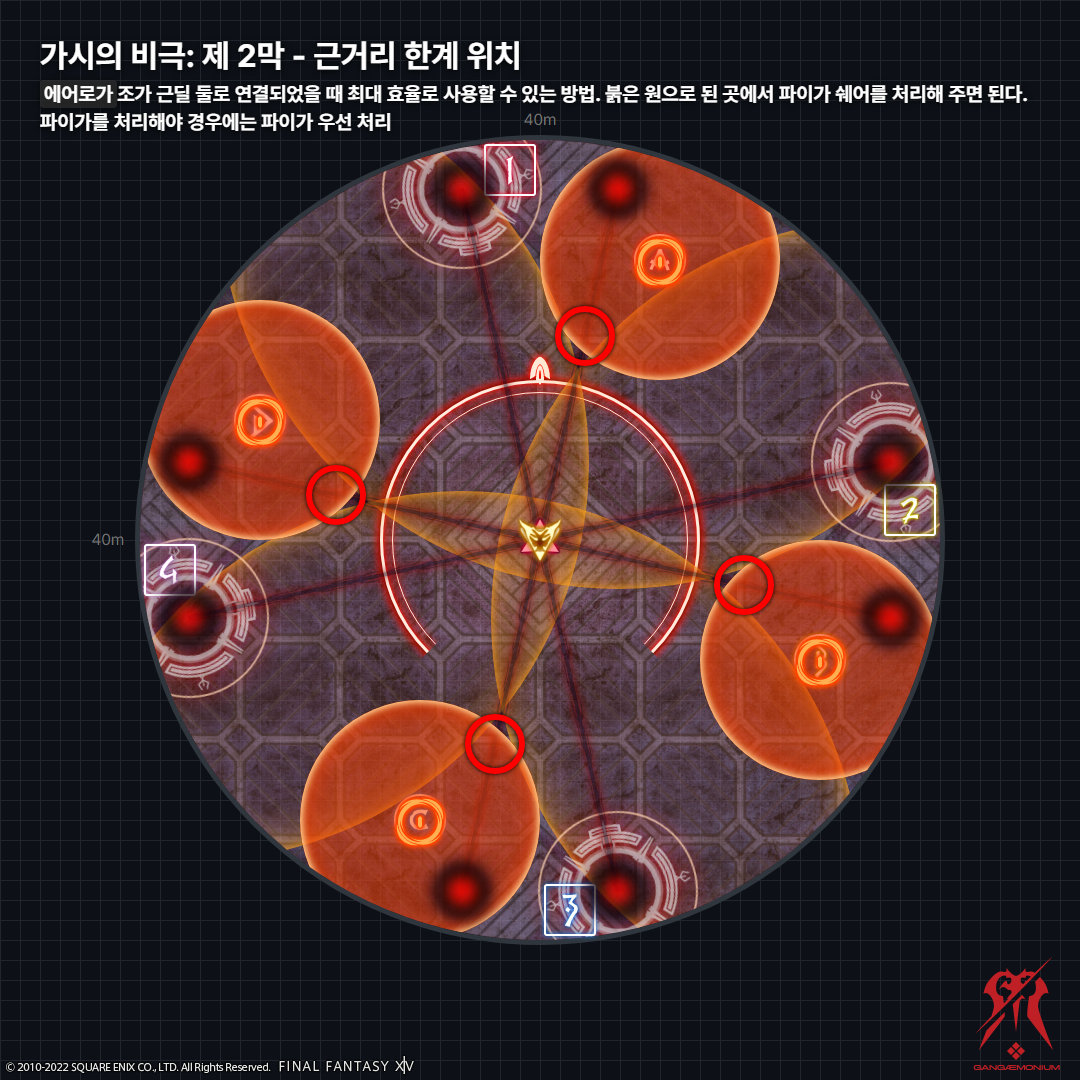 가시의 비극: 제 2막 - 근거리 한계 위치
에어로가 조가 근딜 둘로 연결되었을 때 최대 효율로 사용할 수 있는 방법. 붉은 원으로 된 곳에서 파이가 쉐어를 처리해 주면 된다.
파이가를 처리해야 경우에는 파이가 우선 처리
40m
1
A
D
2
40m
4
B
C
3
GANGÆMONIUM
© 2010-2022 SQUARE ENIX CO., LTD. All Rights Reserved. FINAL FANTASY XIV